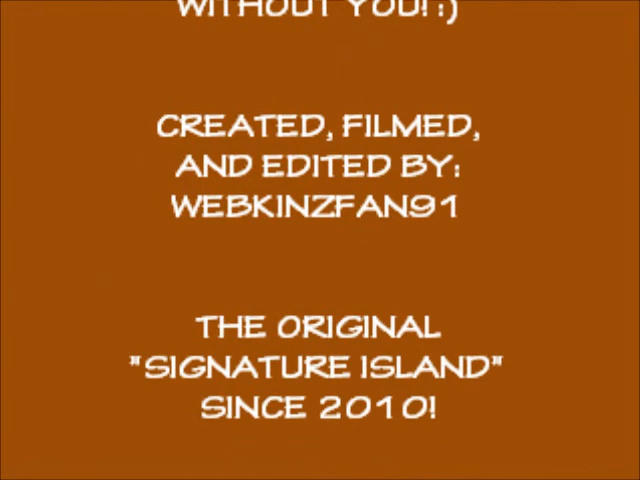 WITHOUT YOU! :)
CREATED, FILMED,
AND EDITED BY:
WEBKINZFAN91
THE ORIGINAL
"SIGNATURE ISLAND"
SINCE 2010!